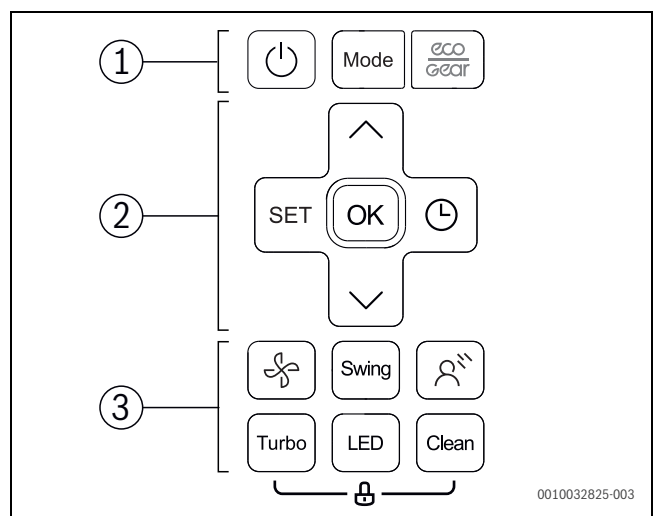 1
Mode
eco
Gear
2
SET OK
3
Swing
Turbo LED Clean
0010032825-003